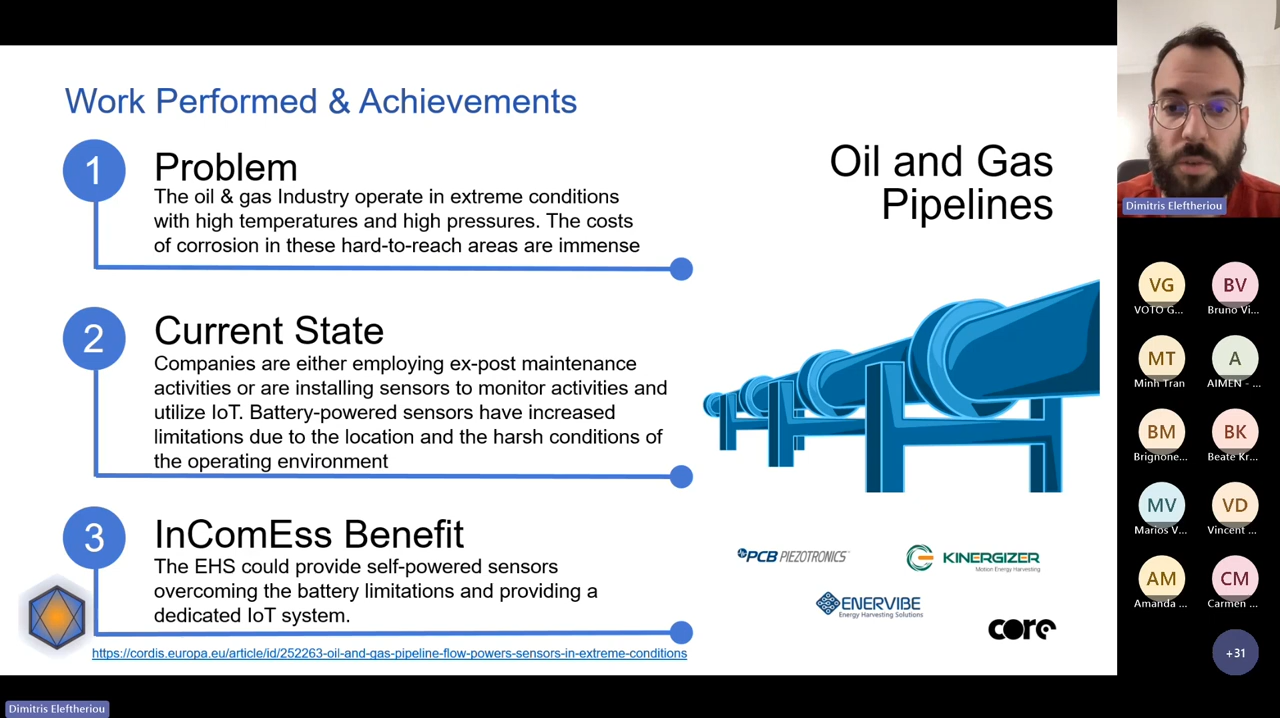 Work Performed & Achievements
1
Problem
The oil & gas Industry operate in extreme conditions
with high temperatures and high pressures. The costs
of corrosion in these hard-to-reach areas are immense
2
Current State
Companies are either employing ex-post maintenance
activities or are installing sensors to monitor activities and
utilize IoT. Battery-powered sensors have increased
limitations due to the location and the harsh conditions of
the operating environment
3
InComEss Benefit
The EHS could provide self-powered sensors
overcoming the battery limitations and providing a
dedicated IoT system.
https://cordis.europa.eu/article/id/252263-oil-and-gas-pipeline-flow-powers-sensors-in-extreme-conditions
Oil and Gas
Pipelines
PCB PIEZOTRONICS
KINERGIZER
Motion Energy Harvesting
ENERVIBE
Energy Harvesting Solutions
core
Dimitris Eleftheriou
VG
VOTO G...
BV
Bruno Vi...
MT
Minh Tran
A
AIMEN - ...
BM
Brignone...
BK
Beate Kr...
MV
Marios V...
VD
Vincent ...
AM
Amanda ...
CM
Carmen ...
+31
Dimitris Eleftheriou